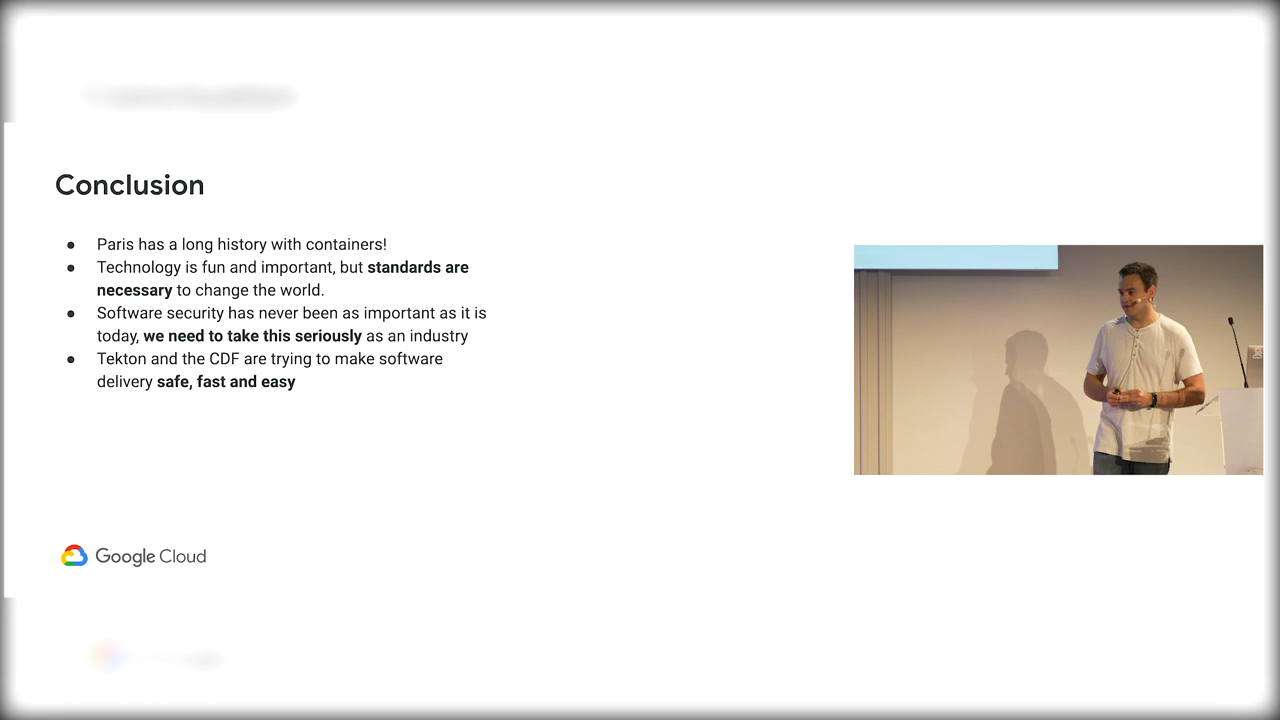 Conclusion
● Paris has a long history with containers!
● Technology is fun and important, but standards are
necessary to change the world.
● Software security has never been as important as it is
today, we need to take this seriously as an industry
● Tekton and the CDF are trying to make software
delivery safe, fast and easy
Google Cloud